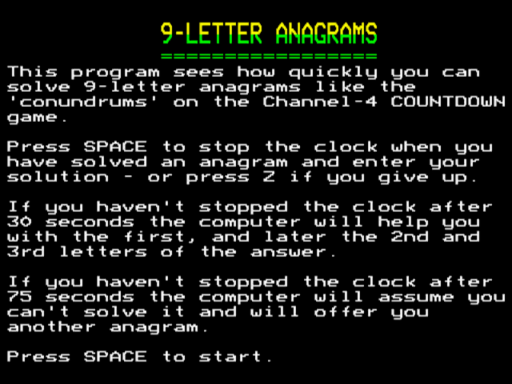 9-LETTER ANAGRAMS
=================
This program sees how quickly you can
solve 9-letter anagrams like the
'conundrums' on the Channel-4 COUNTDOWN
game.
Press SPACE to stop the clock when you
have solved an anagram and enter your
solution - or press Z if you give up.
If you haven't stopped the clock after
30 seconds the computer will help you
with the first, and later the 2nd and
3rd letters of the answer.
If you haven't stopped the clock after
75 seconds the computer will assume you
can't solve it and will offer you
another anagram.
Press SPACE to start.